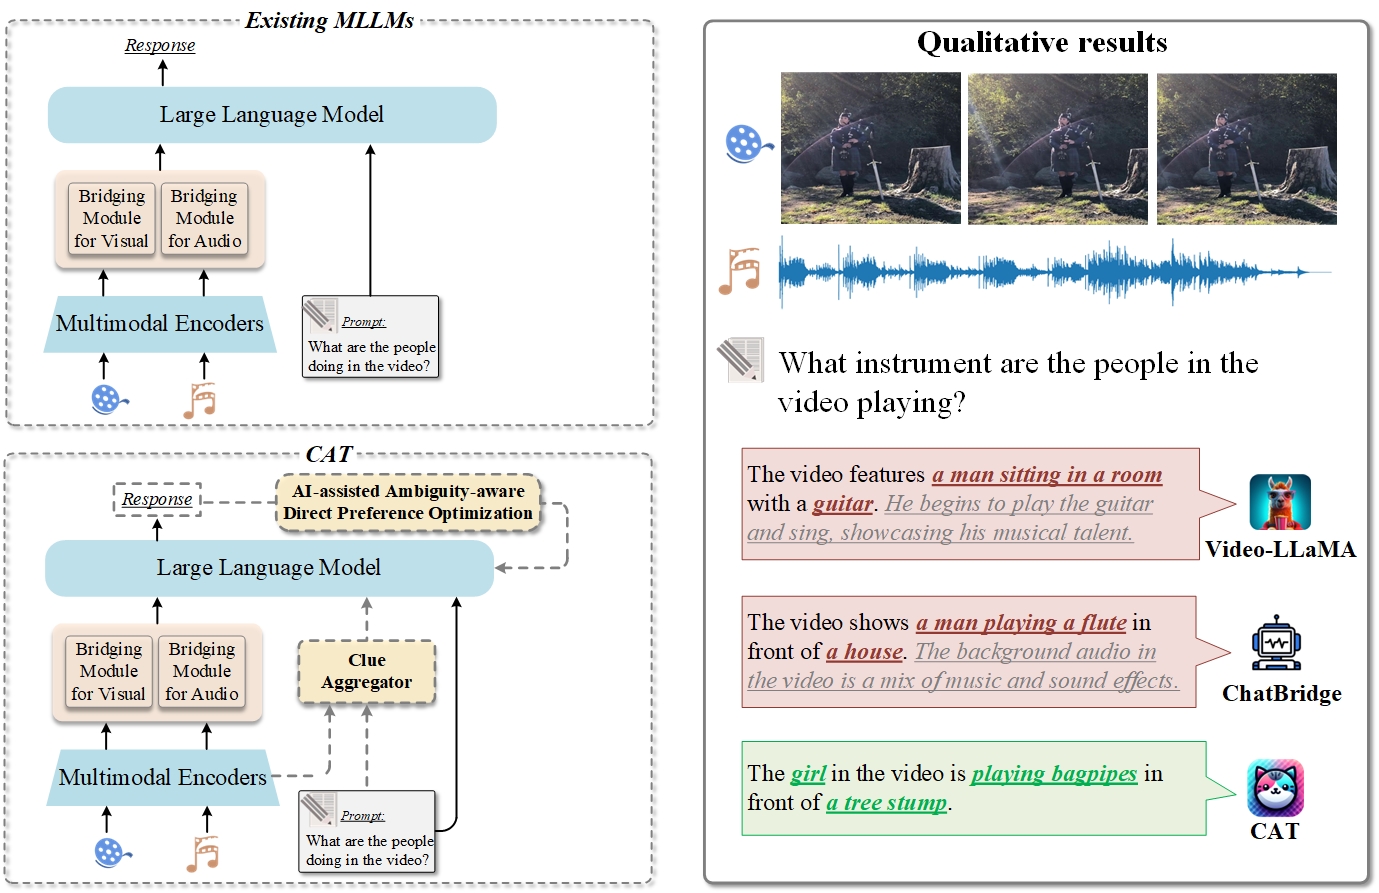 Existing MLLMs
Response
Large Language Model
Bridging
Module
for Visual
Bridging
Module
for Audio
Multimodal Encoders
Prompt:
What are the people
doing in the video?
CAT
Response
AI-assisted Ambiguity-aware
Direct Preference Optimization
Large Language Model
Bridging
Module
for Visual
Bridging
Module
for Audio
Clue
Aggregator
Multimodal Encoders
Prompt:
What are the people
doing in the video?
Qualitative results
What instrument are the people in the
video playing?
The video features a man sitting in a room
with a guitar. He begins to play the guitar
and sing, showcasing his musical talent.
Video-LLaMA
The video shows a man playing a flute in
front of a house. The background audio in
the video is a mix of music and sound effects.
ChatBridge
The girl in the video is playing bagpipes in
front of a tree stump.
CAT